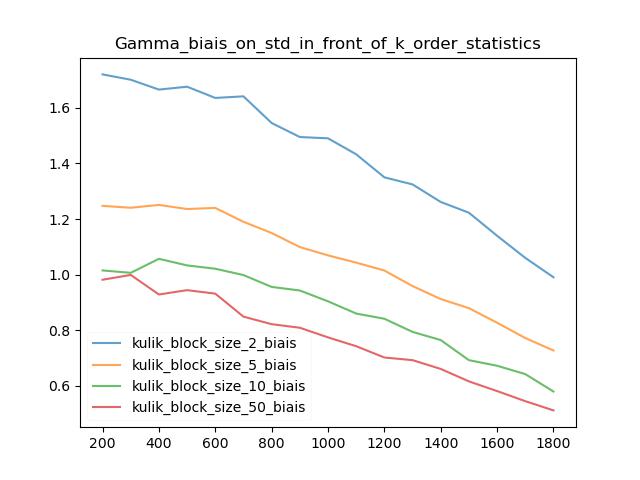 Gamma_biais_on_std_in_front_of_k_order_statistics
1.6
1.4
1.2
1.0
0.8
0.6
kulik_block_size_2_biais
kulik_block_size_5_biais
kulik_block_size_10_biais
kulik_block_size_50_biais
200 400 600 800 1000 1200 1400 1600 1800